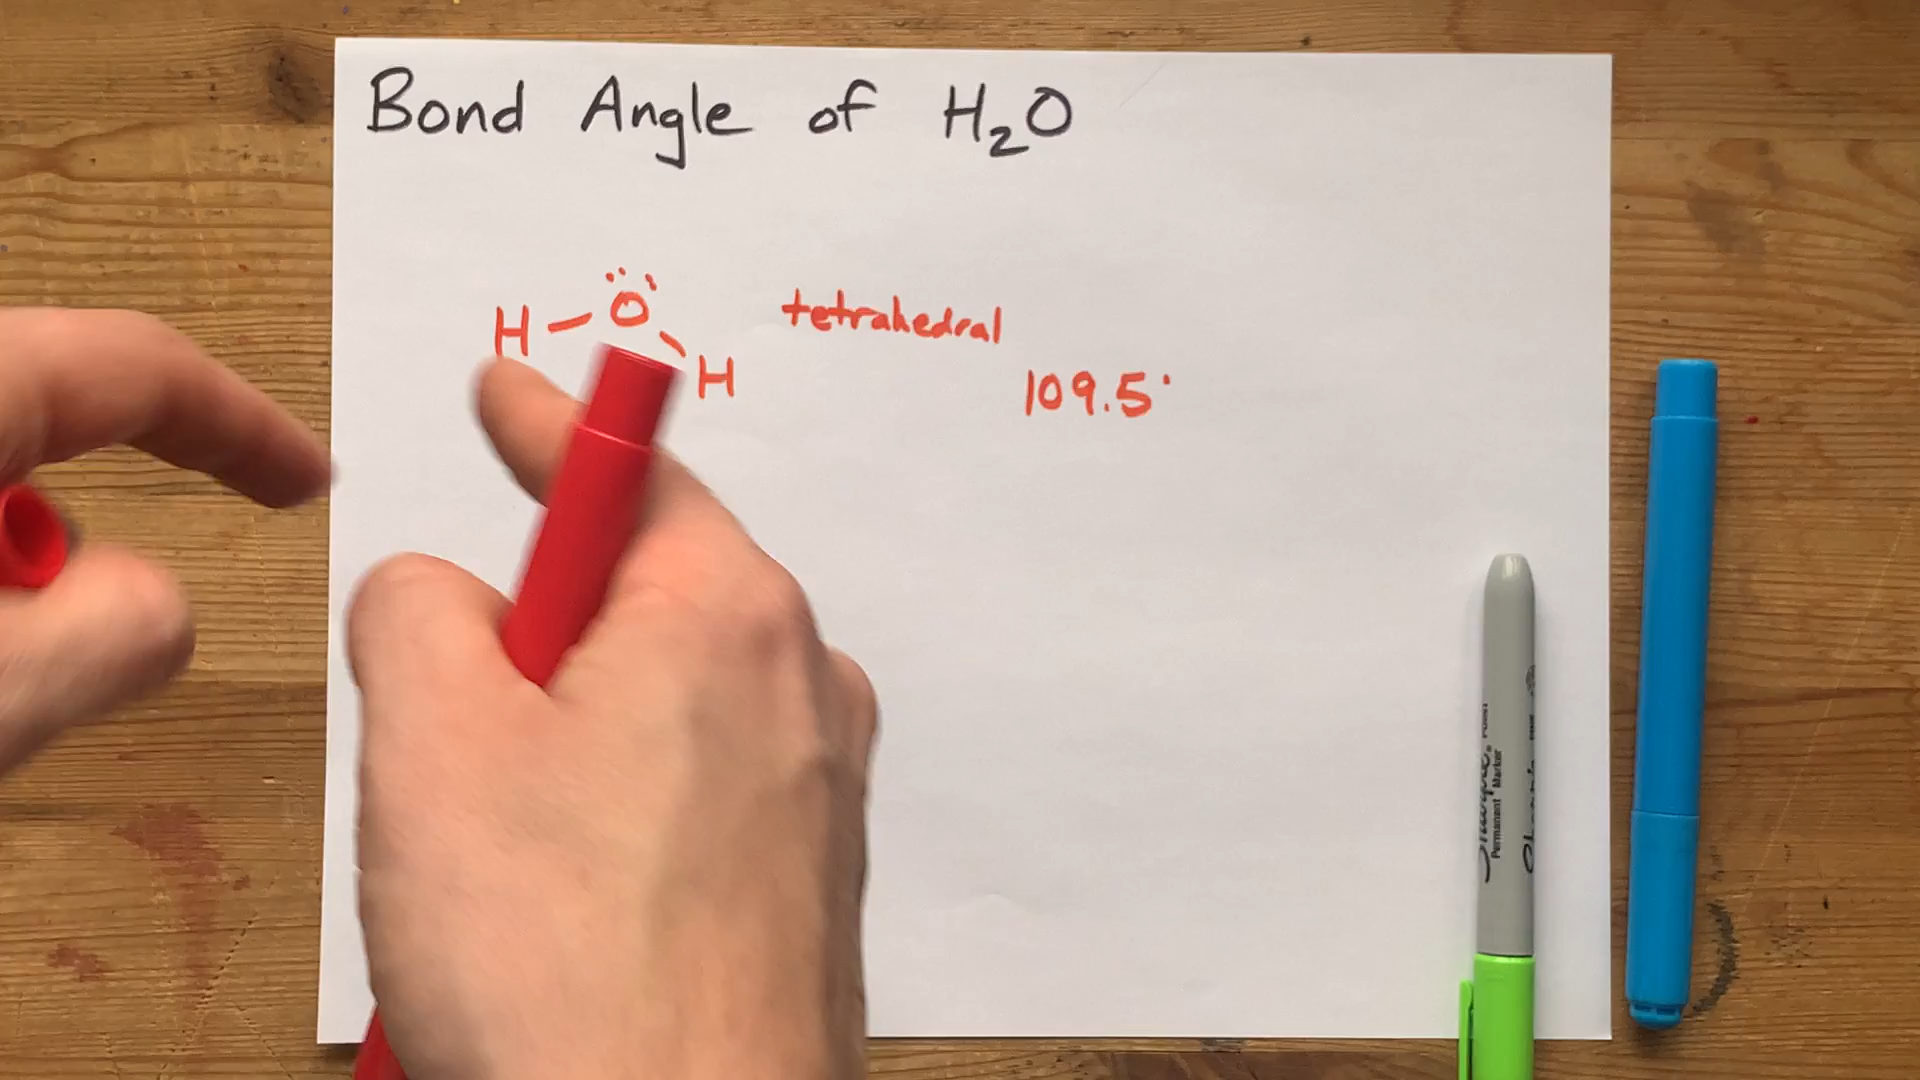 Bond Angle of H₂O
H – O – H
tetrahedral
109.5°
Sharpie
Permanent Marker